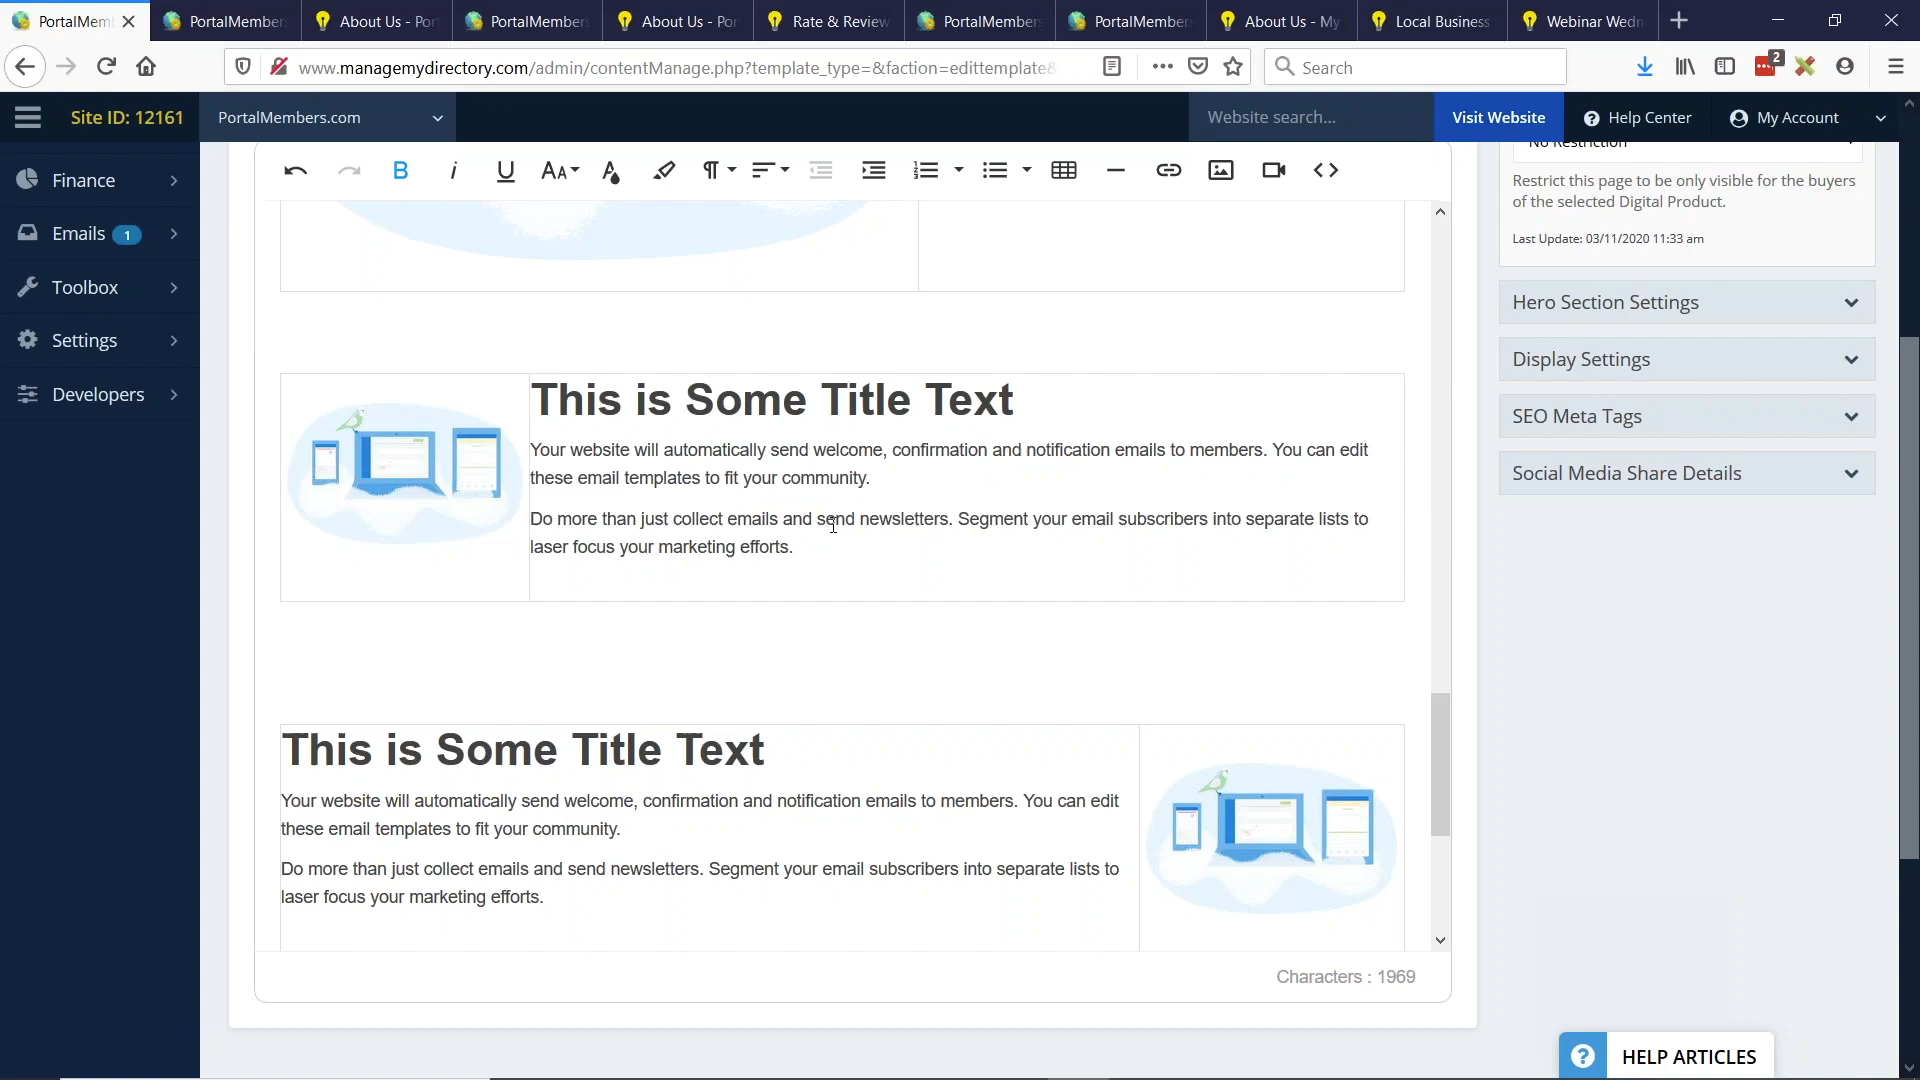 PortalMem
PortalMember
About Us - Por
PortalMember
About Us - Por
Rate & Review
PortalMember
PortalMember
About Us - My
Local Business
Webinar Wedn
www.managemydirectory.com/admin/contentManage.php?template_type=&faction=edittemplate&
Search
2
Site ID: 12161
PortalMembers.com
Website search...
Visit Website
Help Center
My Account
Finance
Emails 1
Toolbox
Settings
Developers
B
i
U
AA
A
No Restriction
Restrict this page to be only visible for the buyers
of the selected Digital Product.
Last Update: 03/11/2020 11:33 am
Hero Section Settings
Display Settings
SEO Meta Tags
Social Media Share Details
This is Some Title Text
Your website will automatically send welcome, confirmation and notification emails to members. You can edit
these email templates to fit your community.
Do more than just collect emails and send newsletters. Segment your email subscribers into separate lists to
laser focus your marketing efforts.
This is Some Title Text
Your website will automatically send welcome, confirmation and notification emails to members. You can edit
these email templates to fit your community.
Do more than just collect emails and send newsletters. Segment your email subscribers into separate lists to
laser focus your marketing efforts.
Characters : 1969
? HELP ARTICLES